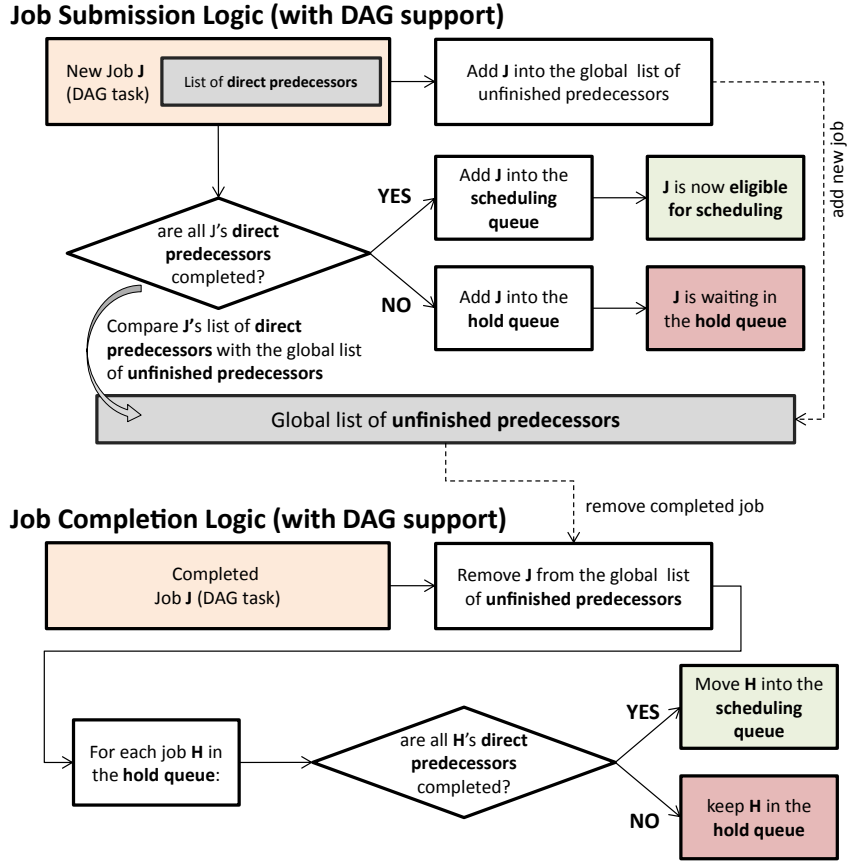 Job Submission Logic (with DAG support)
New Job J
(DAG task)
List of direct predecessors
Add J into the global list of
unfinished predecessors
add new job
are all J's direct
predecessors
completed?
YES
Add J into the
scheduling
queue
J is now eligible
for scheduling
NO
Add J into the
hold queue
J is waiting in
the hold queue
Compare J's list of direct
predecessors with the global list
of unfinished predecessors
Global list of unfinished predecessors
remove completed job
Job Completion Logic (with DAG support)
Completed
Job J (DAG task)
Remove J from the global list
of unfinished predecessors
For each job H in
the hold queue:
are all H's direct
predecessors
completed?
YES
Move H into the
scheduling
queue
NO
keep H in the
hold queue